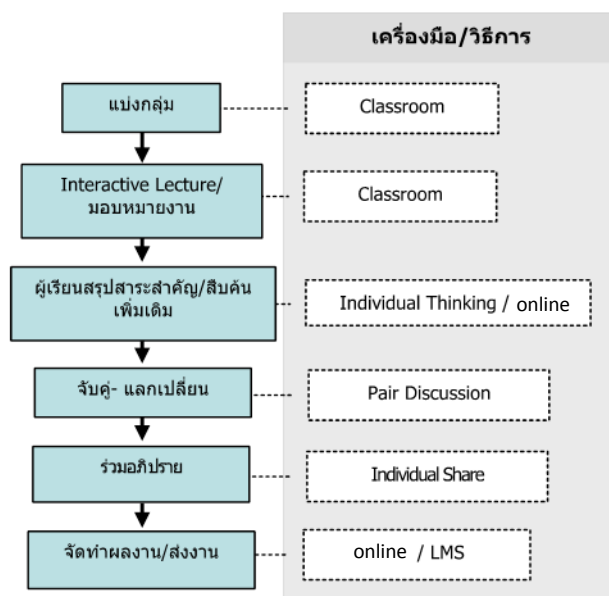 เครื่องมือ/วิธีการ
แบ่งกลุ่ม
Classroom
Interactive Lecture/
มอบหมายงาน
Classroom
ผู้เรียนสรุปสาระสำคัญ/สืบค้น
เพิ่มเติม
Individual Thinking / online
จับคู่- แลกเปลี่ยน
Pair Discussion
ร่วมอภิปราย
Individual Share
จัดทำผลงาน/ส่งงาน
online / LMS